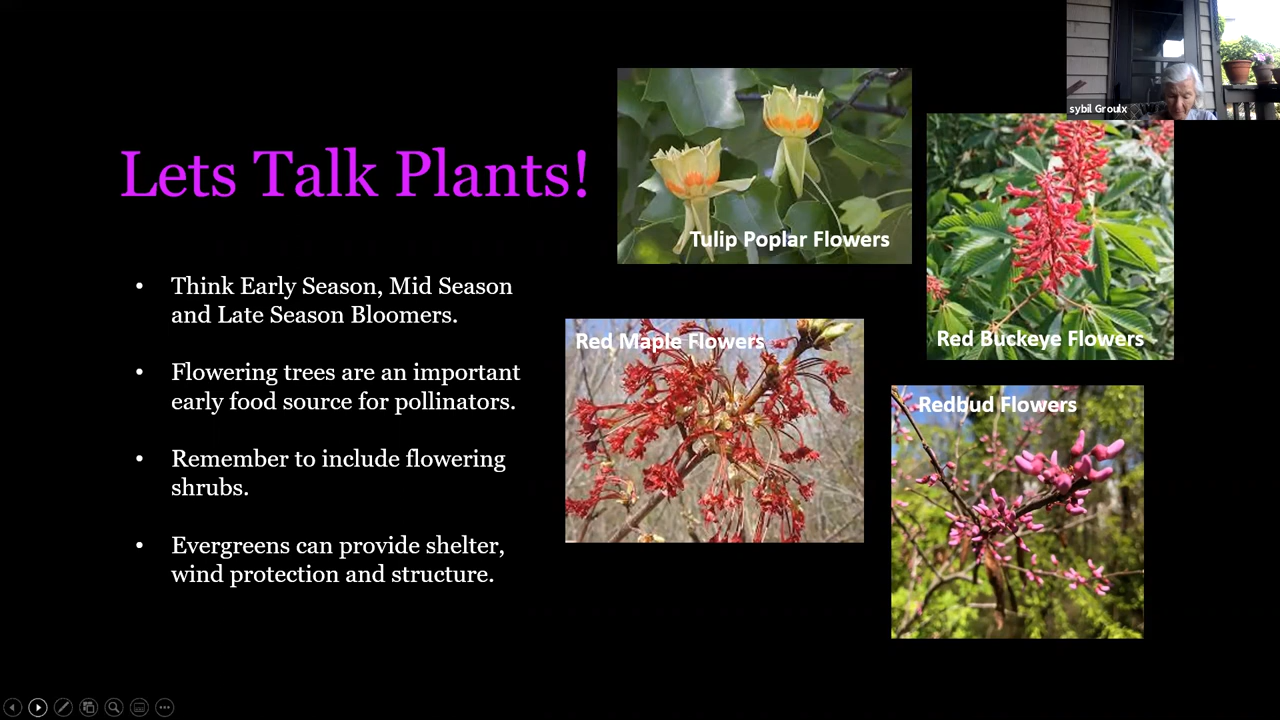 sybil Groulx
Lets Talk Plants!
• Think Early Season, Mid Season
and Late Season Bloomers.
• Flowering trees are an important
early food source for pollinators.
• Remember to include flowering
shrubs.
• Evergreens can provide shelter,
wind protection and structure.
Tulip Poplar Flowers
Red Buckeye Flowers
Red Maple Flowers
Redbud Flowers